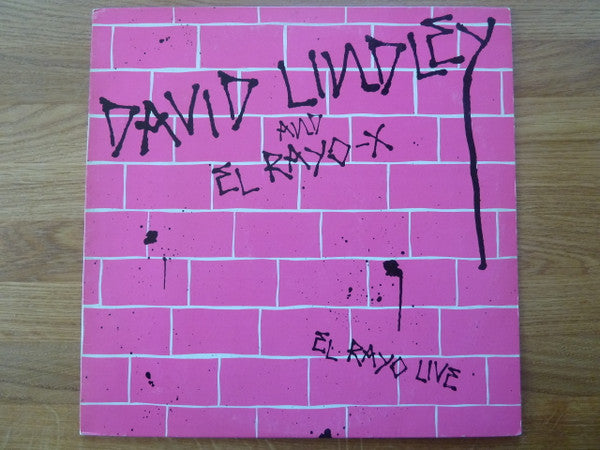 DAVID LINDLEY
AND
EL RAYO-X
EL RAYO LIVE